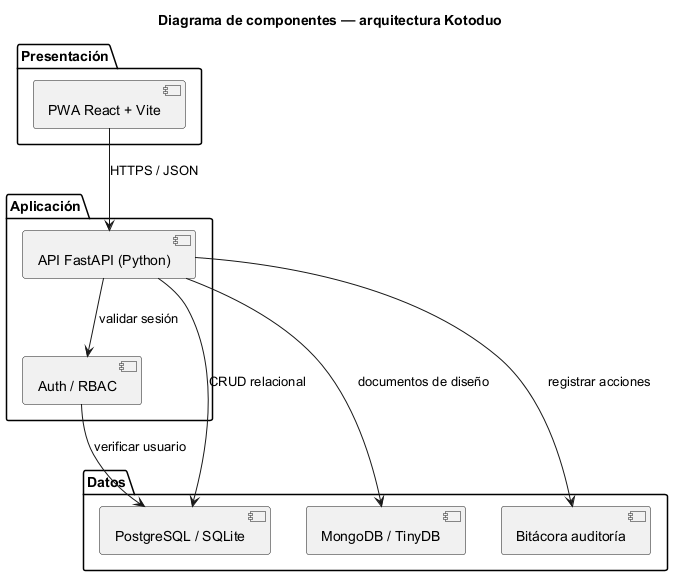 Diagrama de componentes — arquitectura Kotoduo
Presentación
PWA React + Vite
HTTPS / JSON
Aplicación
API FastAPI (Python)
validar sesión
Auth / RBAC
CRUD relacional
documentos de diseño
registrar acciones
verificar usuario
Datos
PostgreSQL / SQLite
MongoDB / TinyDB
Bitácora auditoría